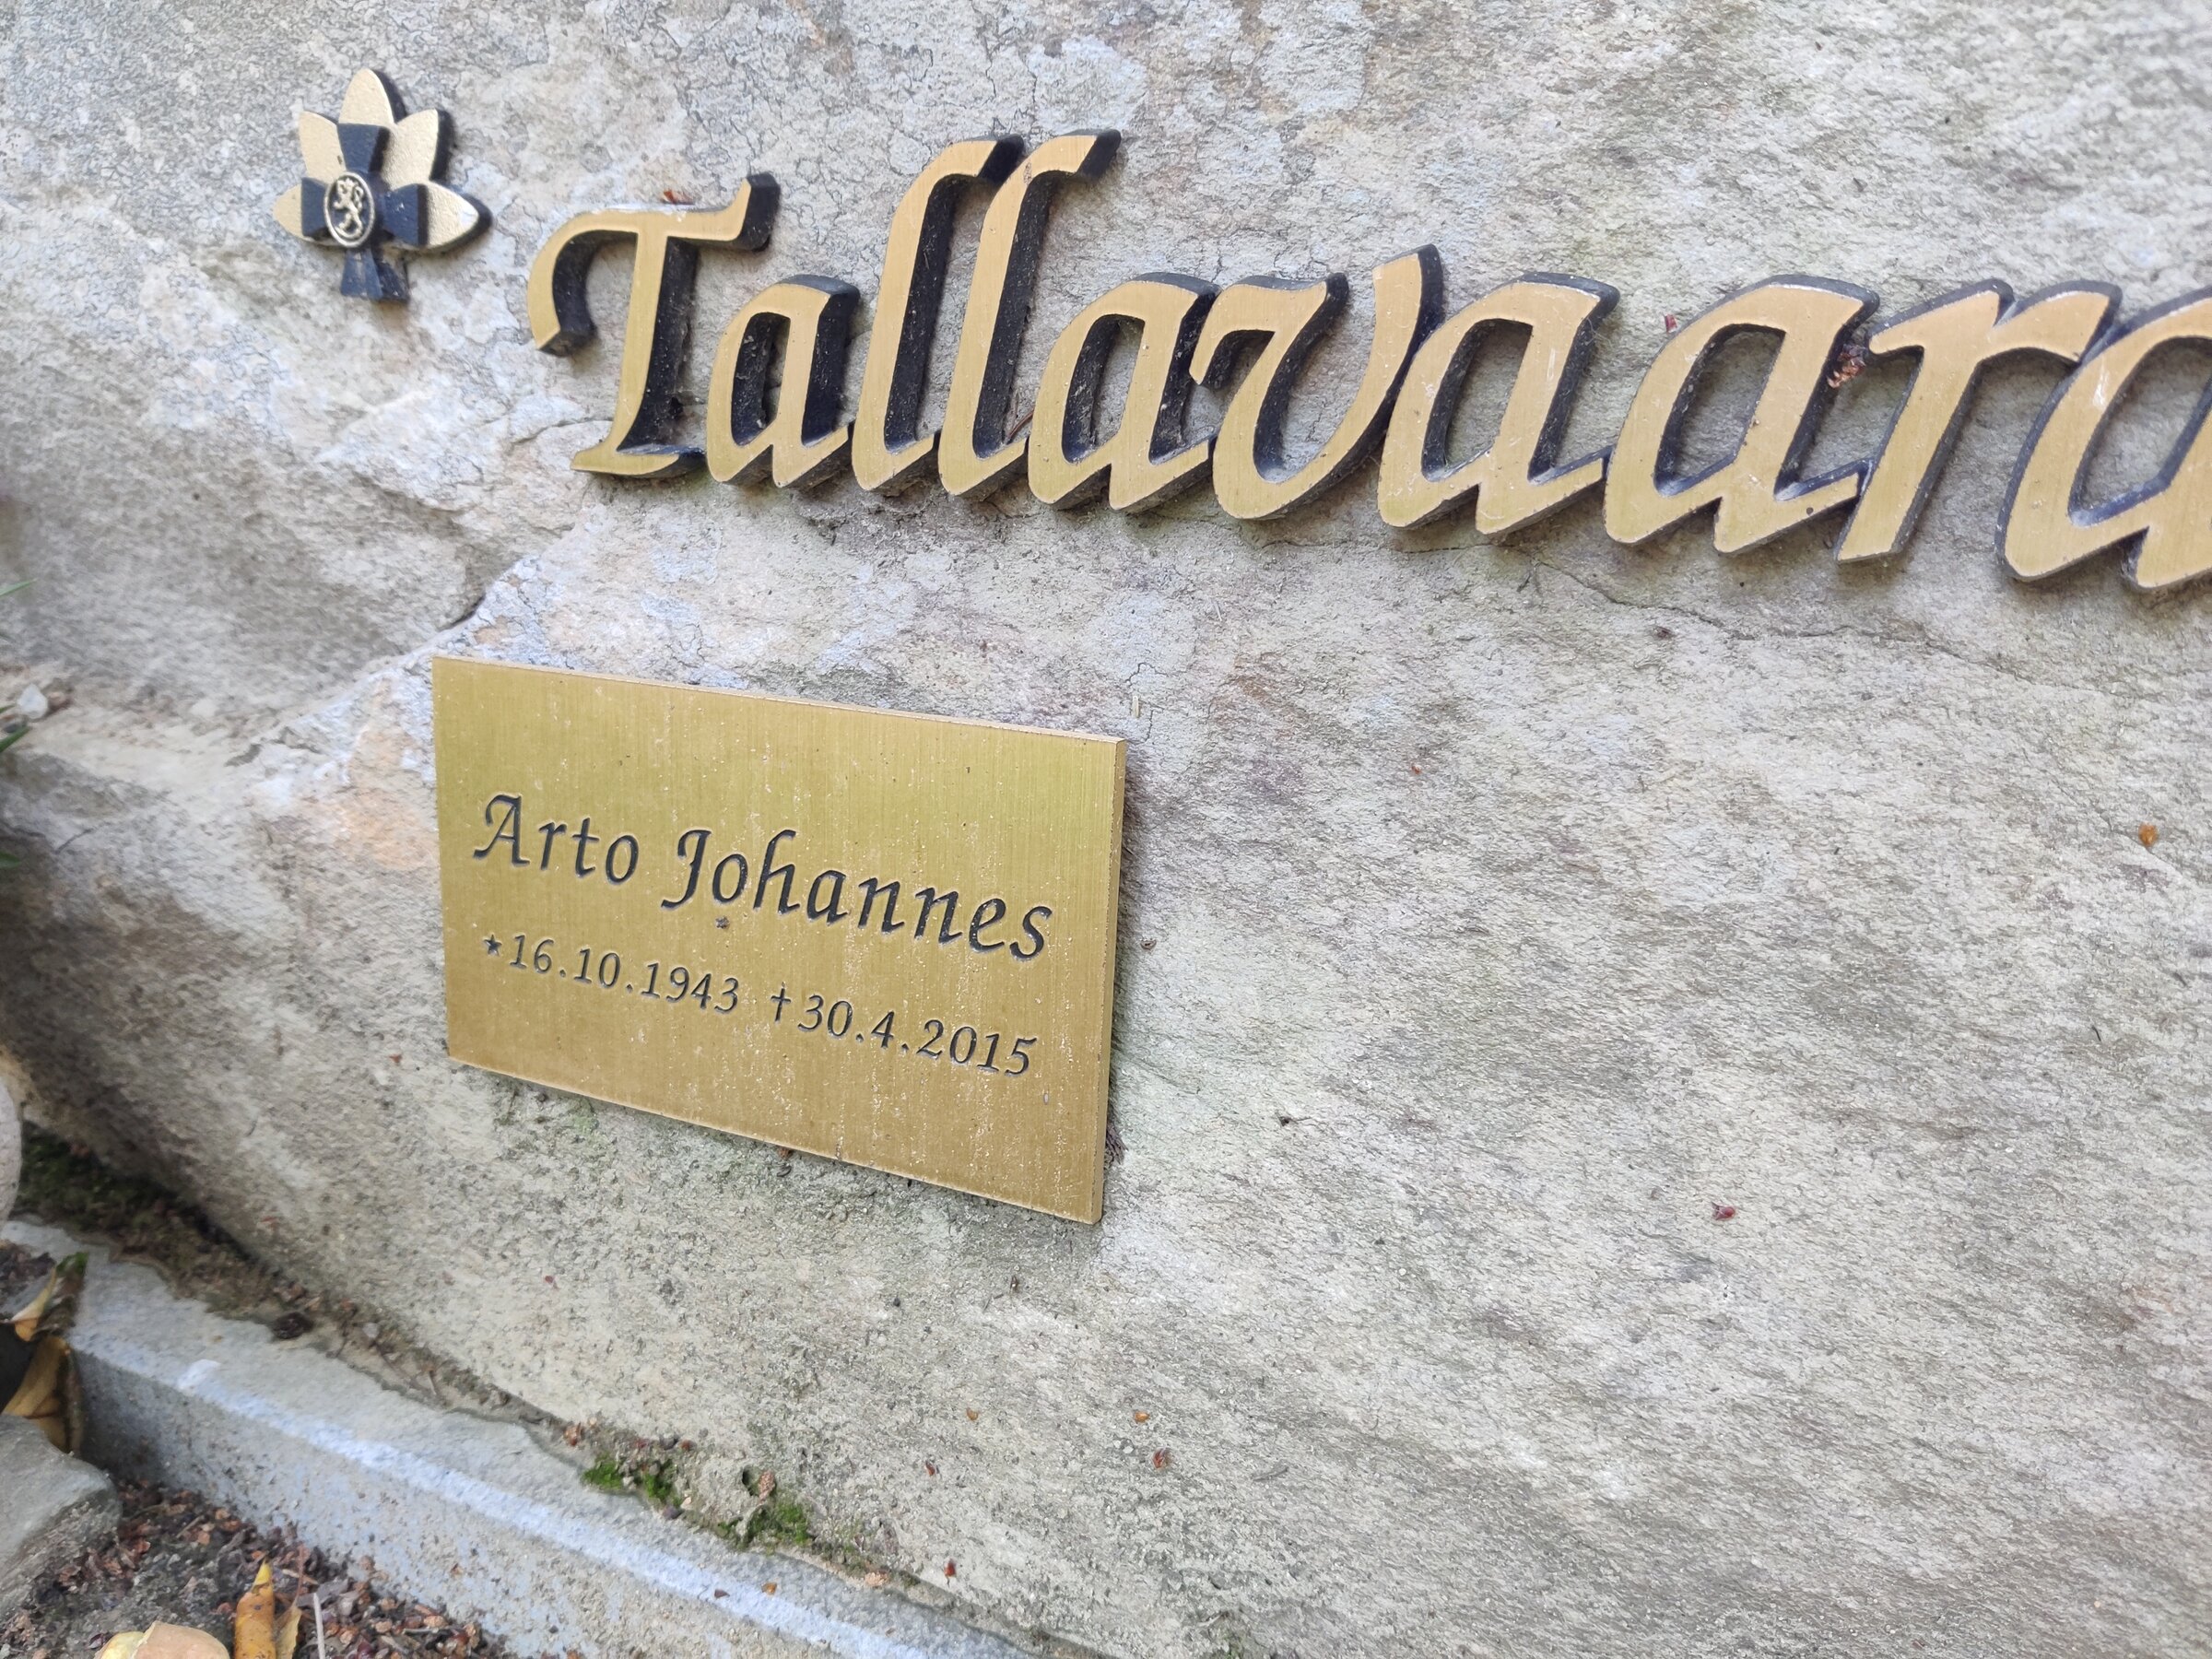 Tallavaara
Arto Johannes
*16.10.1943 †30.4.2015